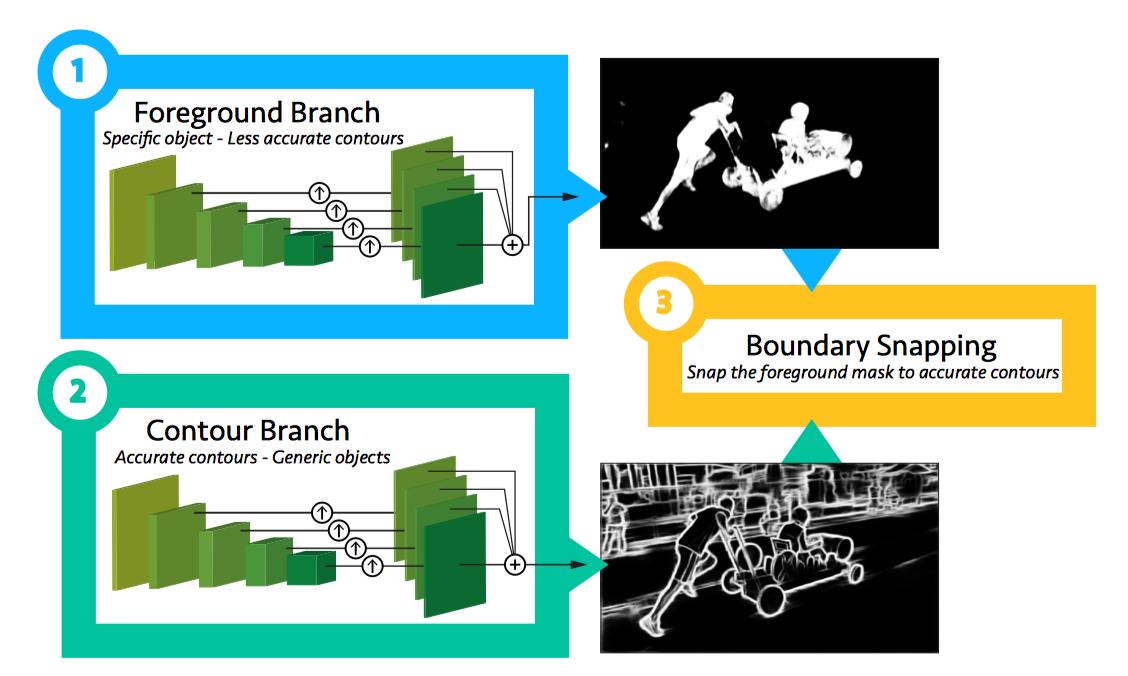 1
Foreground Branch
Specific object - Less accurate contours
2
Contour Branch
Accurate contours - Generic objects
3
Boundary Snapping
Snap the foreground mask to accurate contours